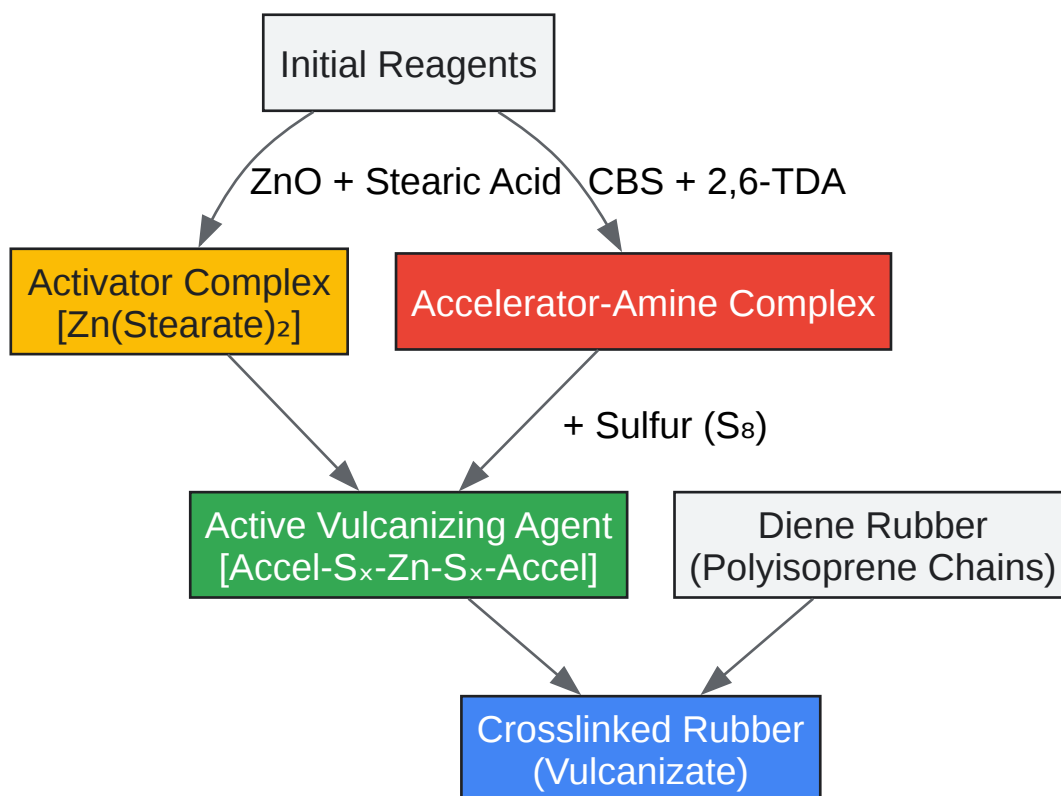 Initial Reagents
ZnO + Stearic Acid
CBS + 2,6-TDA
Activator Complex
[Zn(Stearate)₂]
Accelerator-Amine Complex
+ Sulfur (S₈)
Active Vulcanizing Agent
[Accel-Sₓ-Zn-Sₓ-Accel]
Diene Rubber
(Polyisoprene Chains)
Crosslinked Rubber
(Vulcanizate)